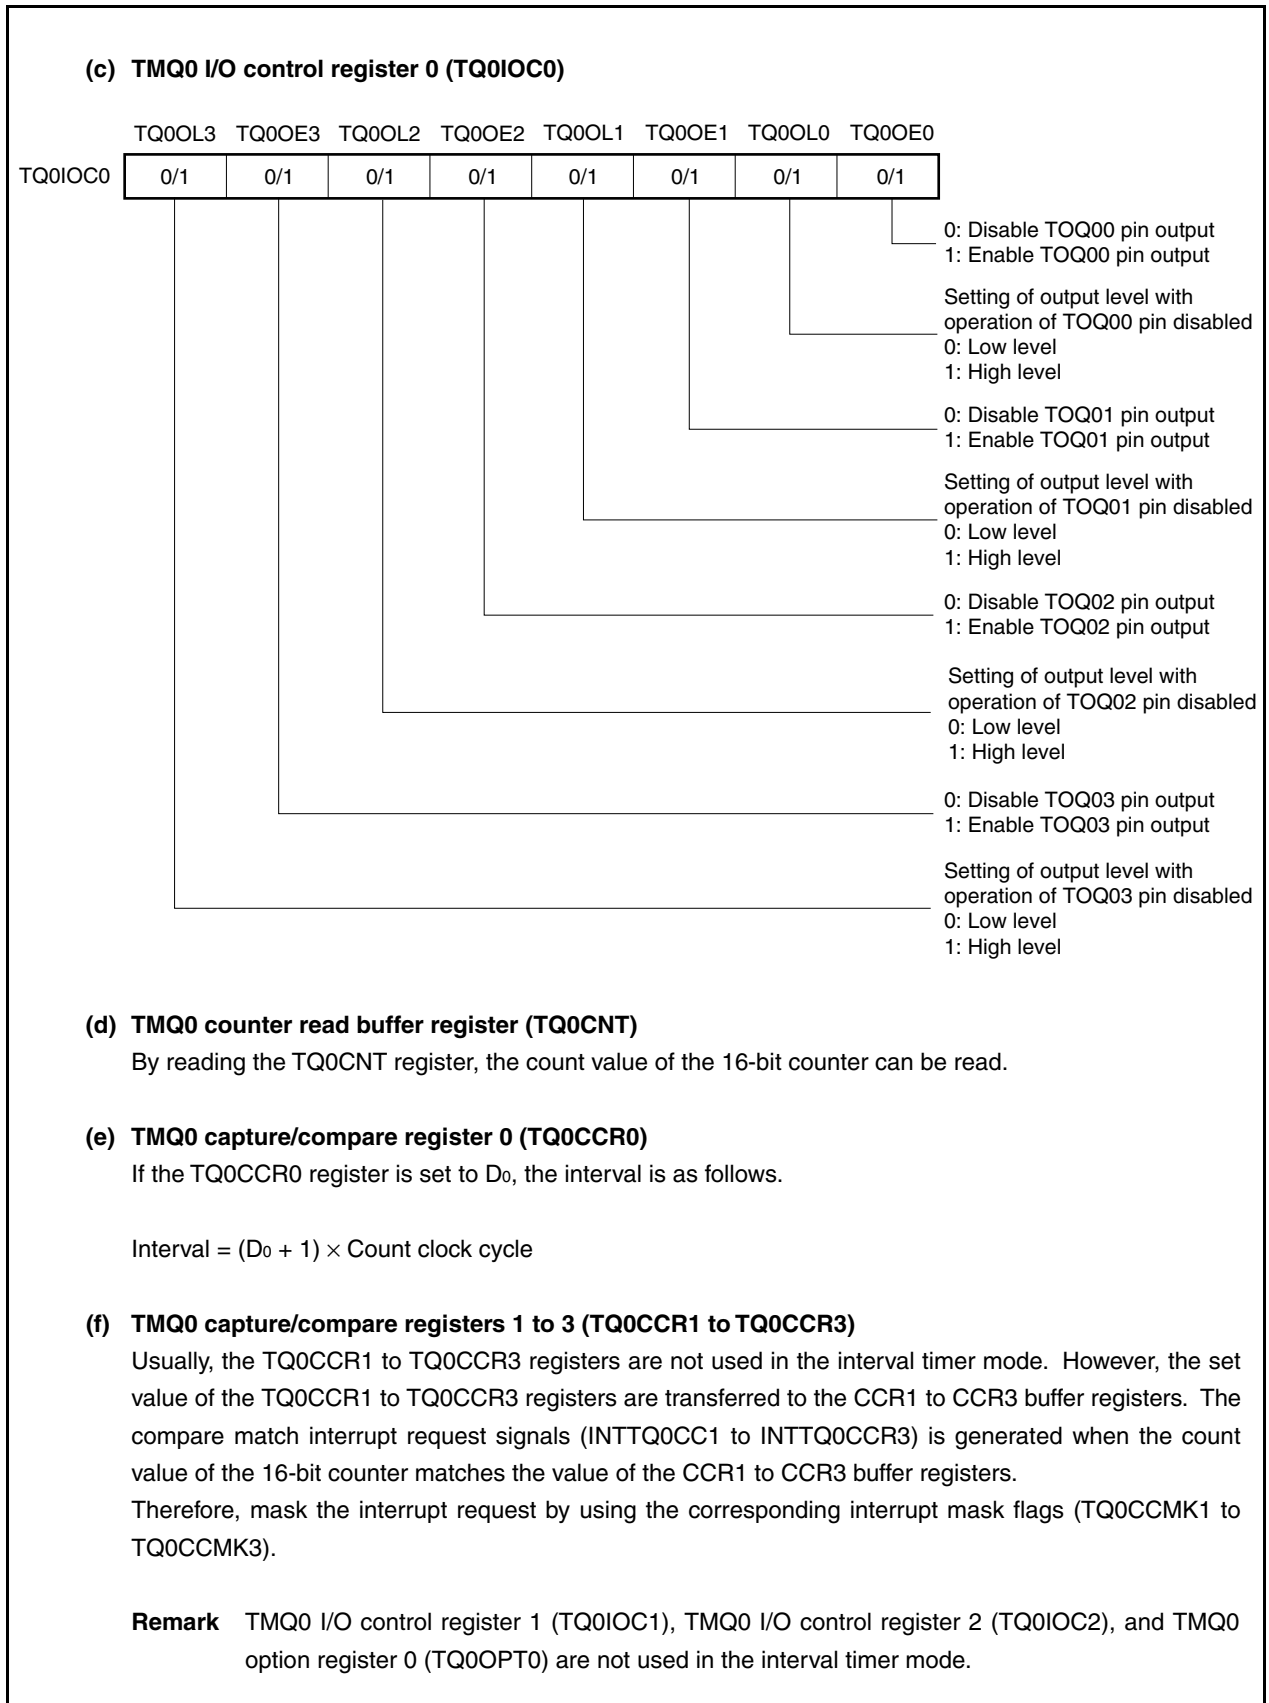 (c) TMQ0 I/O control register 0 (TQ0IOC0)
TQ0OL3 TQ0OE3 TQ0OL2 TQ0OE2 TQ0OL1 TQ0OE1 TQ0OL0 TQ0OE0
TQ0IOC0 0/1 0/1 0/1 0/1 0/1 0/1 0/1 0/1
0: Disable TOQ00 pin output
1: Enable TOQ00 pin output
Setting of output level with
operation of TOQ00 pin disabled
0: Low level
1: High level
0: Disable TOQ01 pin output
1: Enable TOQ01 pin output
Setting of output level with
operation of TOQ01 pin disabled
0: Low level
1: High level
0: Disable TOQ02 pin output
1: Enable TOQ02 pin output
Setting of output level with
operation of TOQ02 pin disabled
0: Low level
1: High level
0: Disable TOQ03 pin output
1: Enable TOQ03 pin output
Setting of output level with
operation of TOQ03 pin disabled
0: Low level
1: High level
(d) TMQ0 counter read buffer register (TQ0CNT)
By reading the TQ0CNT register, the count value of the 16-bit counter can be read.
(e) TMQ0 capture/compare register 0 (TQ0CCR0)
If the TQ0CCR0 register is set to D0, the interval is as follows.
Interval = (D0 + 1) × Count clock cycle
(f) TMQ0 capture/compare registers 1 to 3 (TQ0CCR1 to TQ0CCR3)
Usually, the TQ0CCR1 to TQ0CCR3 registers are not used in the interval timer mode. However, the set
value of the TQ0CCR1 to TQ0CCR3 registers are transferred to the CCR1 to CCR3 buffer registers. The
compare match interrupt request signals (INTTQ0CC1 to INTTQ0CCR3) is generated when the count
value of the 16-bit counter matches the value of the CCR1 to CCR3 buffer registers.
Therefore, mask the interrupt request by using the corresponding interrupt mask flags (TQ0CCMK1 to
TQ0CCMK3).
Remark TMQ0 I/O control register 1 (TQ0IOC1), TMQ0 I/O control register 2 (TQ0IOC2), and TMQ0
option register 0 (TQ0OPT0) are not used in the interval timer mode.